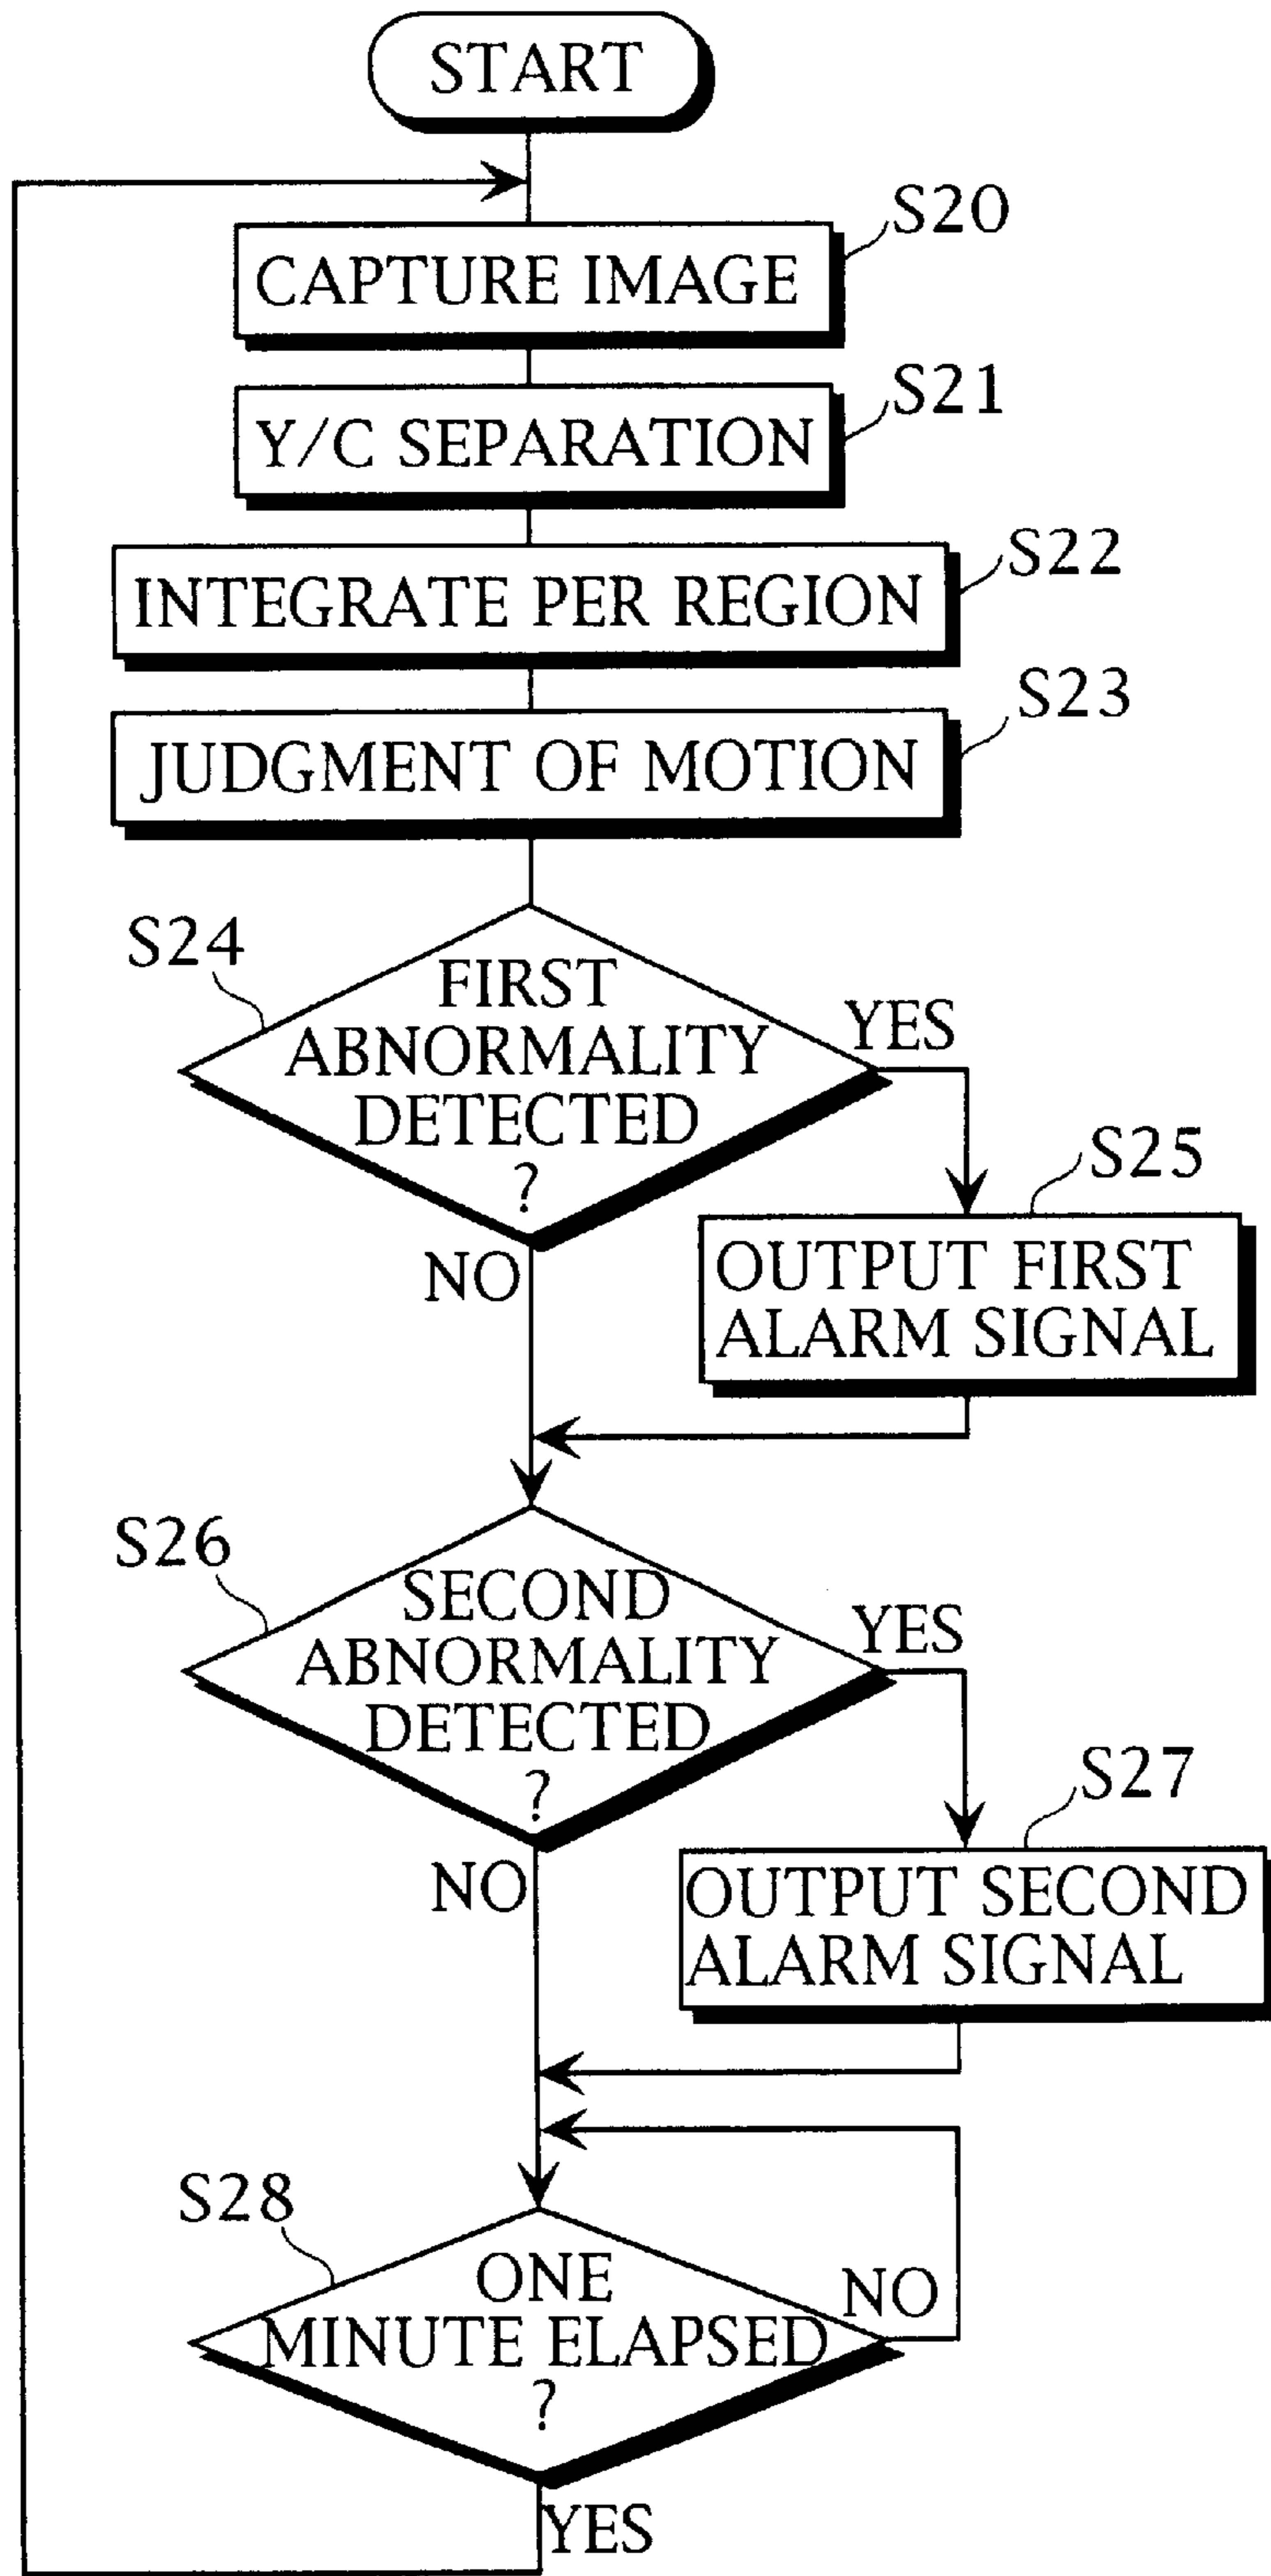 START
S20
CAPTURE IMAGE
S21
Y/C SEPARATION
S22
INTEGRATE PER REGION
S23
JUDGMENT OF MOTION
S24
FIRST
ABNORMALITY
DETECTED
?
YES
NO
S25
OUTPUT FIRST
ALARM SIGNAL
S26
SECOND
ABNORMALITY
DETECTED
?
YES
NO
S27
OUTPUT SECOND
ALARM SIGNAL
S28
ONE
MINUTE ELAPSED
?
NO
YES